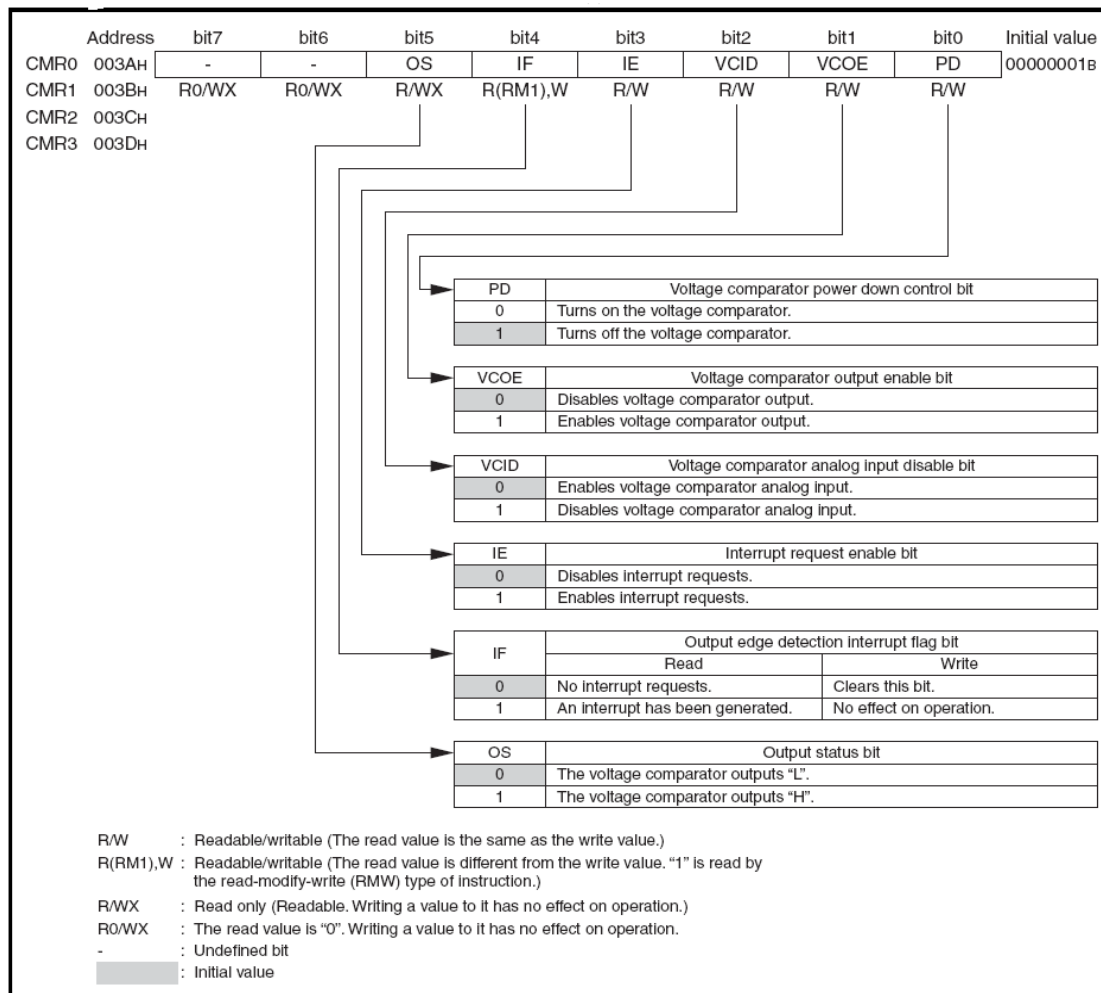 Address bit7 bit6 bit5 bit4 bit3 bit2 bit1 bit0 Initial value
CMR0 003AH - - OS IF IE VCID VCOE PD 00000001B
CMR1 003BH R0/WX R0/WX R/WX R(RM1),W R/W R/W R/W R/W
CMR2 003CH
CMR3 003DH
PD Voltage comparator power down control bit
0 Turns on the voltage comparator.
1 Turns off the voltage comparator.
VCOE Voltage comparator output enable bit
0 Disables voltage comparator output.
1 Enables voltage comparator output.
VCID Voltage comparator analog input disable bit
0 Enables voltage comparator analog input.
1 Disables voltage comparator analog input.
IE Interrupt request enable bit
0 Disables interrupt requests.
1 Enables interrupt requests.
IF Output edge detection interrupt flag bit
Read Write
0 No interrupt requests. Clears this bit.
1 An interrupt has been generated. No effect on operation.
OS Output status bit
0 The voltage comparator outputs “L”.
1 The voltage comparator outputs “H”.
R/W : Readable/writable (The read value is the same as the write value.)
R(RM1),W : Readable/writable (The read value is different from the write value. “1” is read by
the read-modify-write (RMW) type of instruction.)
R/WX : Read only (Readable. Writing a value to it has no effect on operation.)
R0/WX : The read value is “0”. Writing a value to it has no effect on operation.
- : Undefined bit
: Initial value